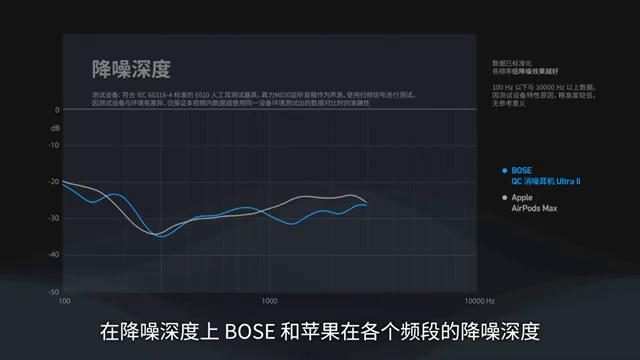 降噪深度
测试设备: 符合 IEC 60318-4 标准的 E610 人工耳测试器具，真力M030监听音箱作为声源，使用扫频信号进行测试。
因测试设备与环境有差异，仅保证本视频内数据或使用同一设备环境测试出的数据对比时的准确性
数据已标准化
各频率低降噪效果越好
100 Hz 以下与 10000 Hz 以上数据，
因测试设备特性原因，精准度较低，
无参考意义
0
dB
-10
-20
-30
-40
-50
100
1000
10000 Hz
BOSE
QC 消噪耳机 Ultra II
Apple
AirPods Max
在降噪深度上 BOSE 和苹果在各个频段的降噪深度